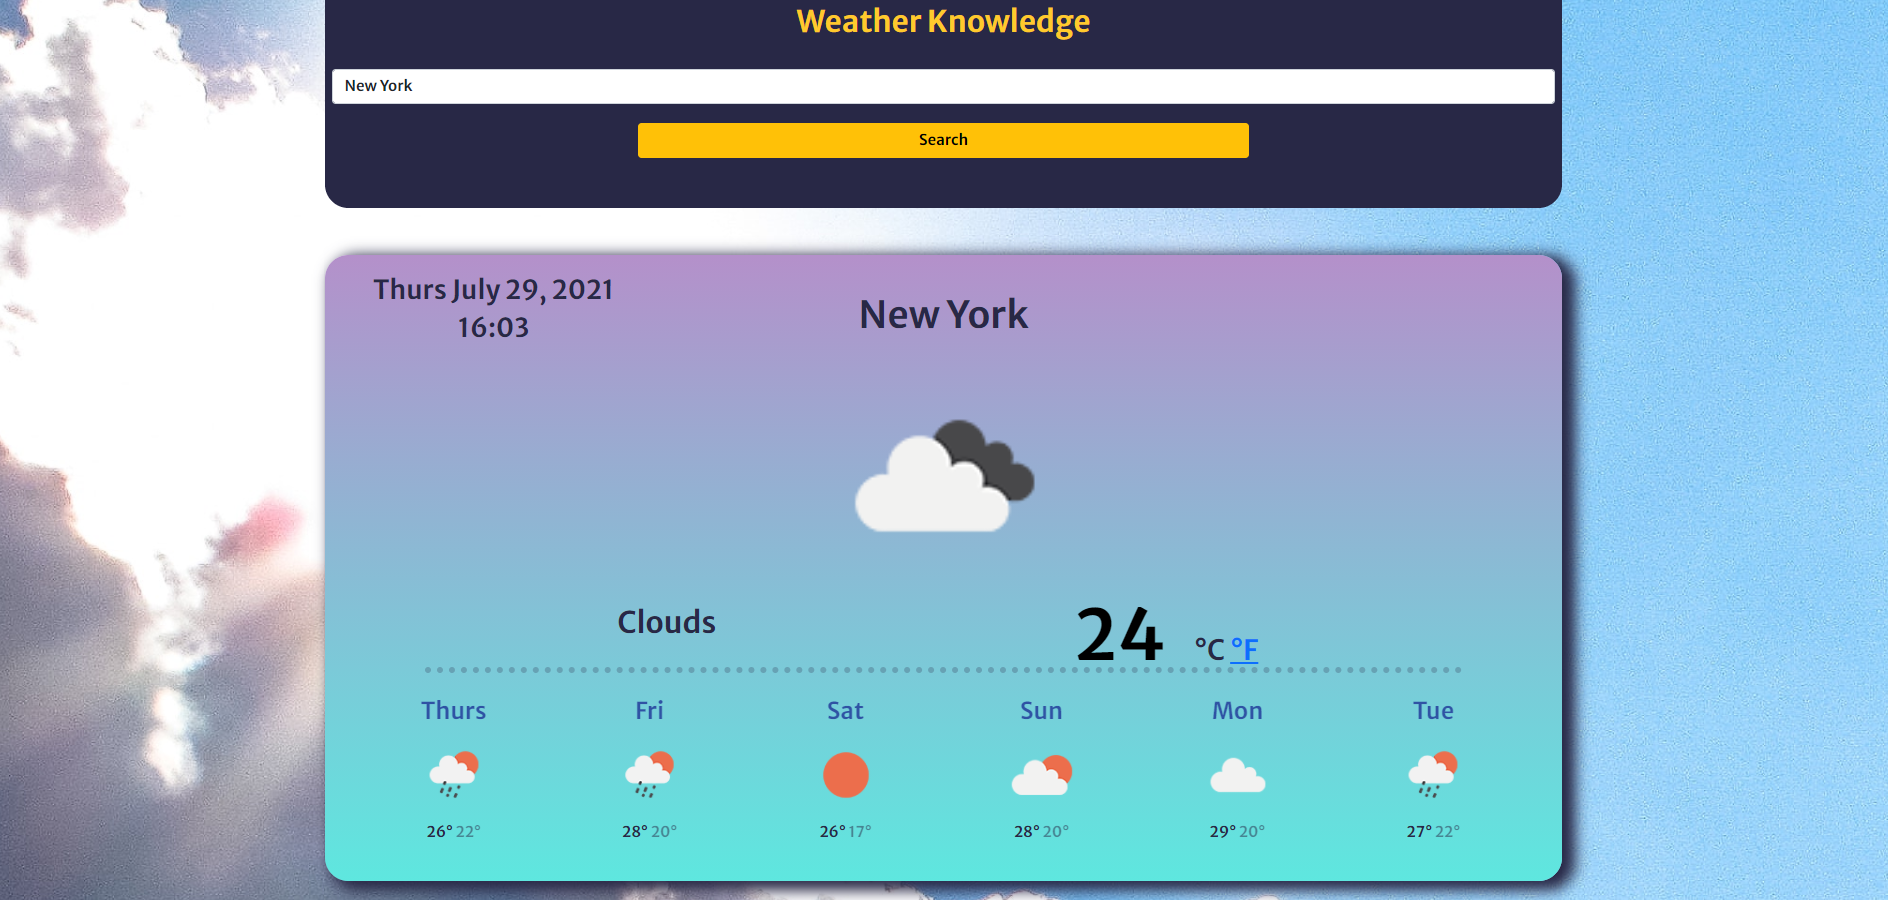 Weather Knowledge
New York
Search
Thurs July 29, 2021
16:03
New York
Clouds
24 °C °F
Thurs Fri Sat Sun Mon Tue
26° 22° 28° 20° 26° 17° 28° 20° 29° 20° 27° 22°